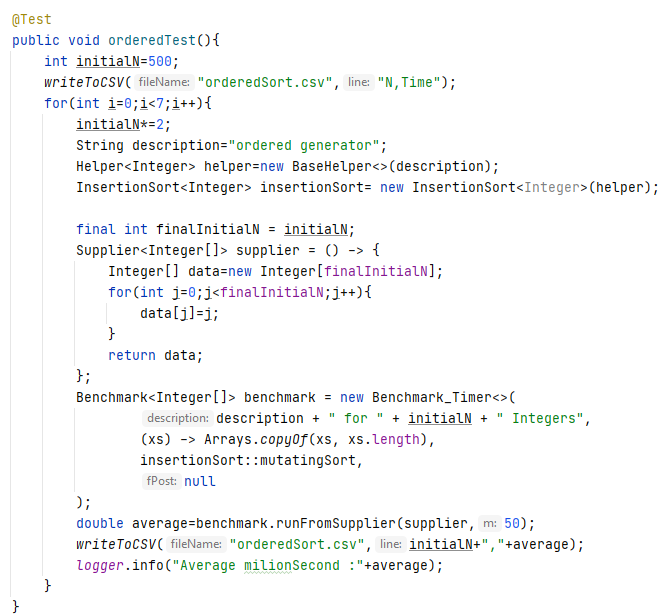 @Test
public void orderedTest(){
    int initialN=500;
    writeToCSV( fileName: "orderedSort.csv", line: "N,Time");
    for(int i=0;i<7;i++){
        initialN*=2;
        String description="ordered generator";
        Helper<Integer> helper=new BaseHelper<>(description);
        InsertionSort<Integer> insertionSort= new InsertionSort<Integer>(helper);
        final int finalInitialN = initialN;
        Supplier<Integer[]> supplier = () -> {
            Integer[] data=new Integer[finalInitialN];
            for(int j=0;j<finalInitialN;j++){
                data[j]=j;
            }
            return data;
        };
        Benchmark<Integer[]> benchmark = new Benchmark_Timer<>(
                description: description + " for " + initialN + " Integers",
                (xs) -> Arrays.copyOf(xs, xs.length),
                insertionSort::mutatingSort,
                fPost: null
        );
        double average=benchmark.runFromSupplier(supplier, m: 50);
        writeToCSV( fileName: "orderedSort.csv", line: initialN+","+average);
        logger.info("Average milionSecond :"+average);
    }
}